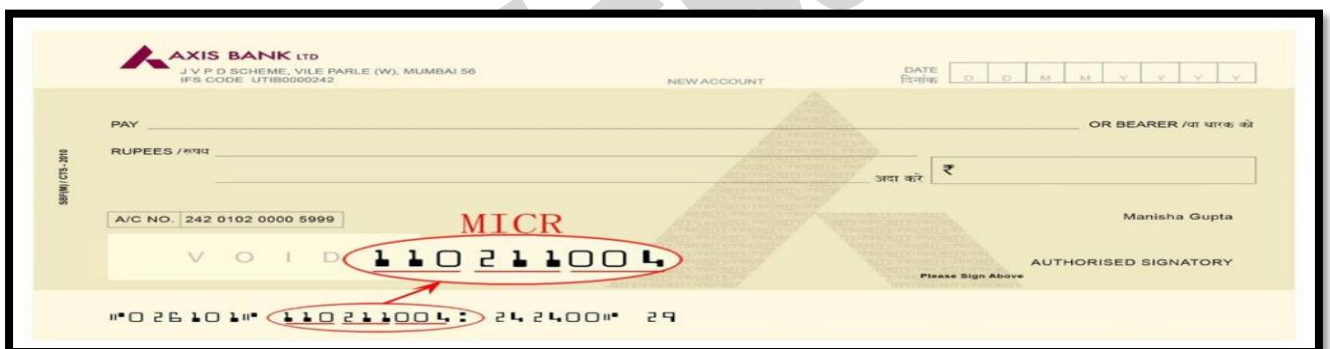 AXIS BANK LTD
J V P D SCHEME, VILE PARLE (W), MUMBAI 56
IFS CODE UTIB0000242
NEW ACCOUNT
DATE
दिनांक
D D M M Y Y Y Y
PAY
OR BEARER /या धारक को
RUPEES /रूपये
अदा करे
₹
SBF(M) / CTS - 2010
A/C NO. 242 0102 0000 5999
MICR
Manisha Gupta
VOID
110211004
Please Sign Above
AUTHORISED SIGNATORY
⑈026101⑈ 110211004⑆ 242400⑈ 29